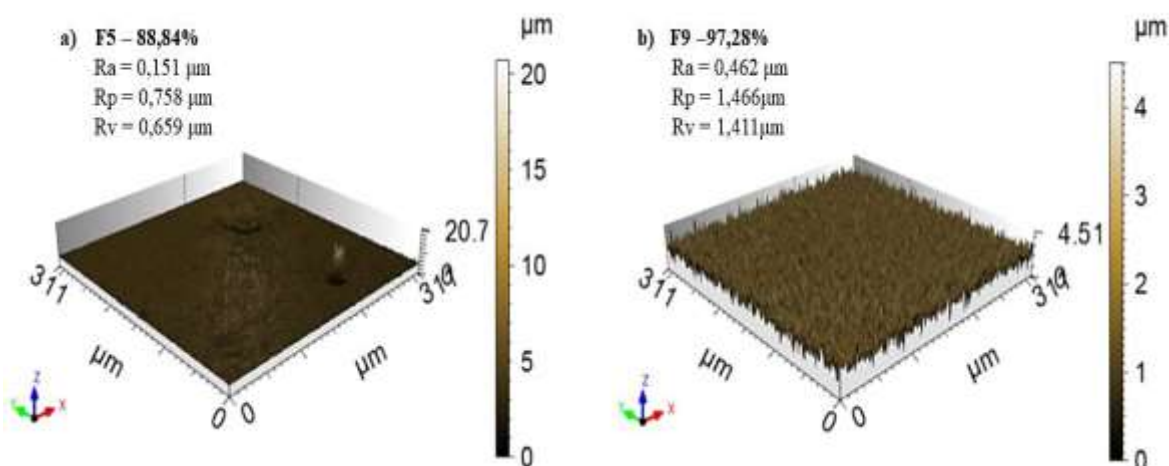 a) F5 – 88,84%
Ra = 0,151 µm
Rp = 0,758 µm
Rv = 0,659 µm
µm
20
15
10
5
0
20.7
311
µm
0 0
µm
Z
Y
X
b) F9 –97,28%
Ra = 0,462 µm
Rp = 1,466µm
Rv = 1,411µm
µm
4
3
2
1
0
4.51
311
µm
0 0
µm
Z
Y
X